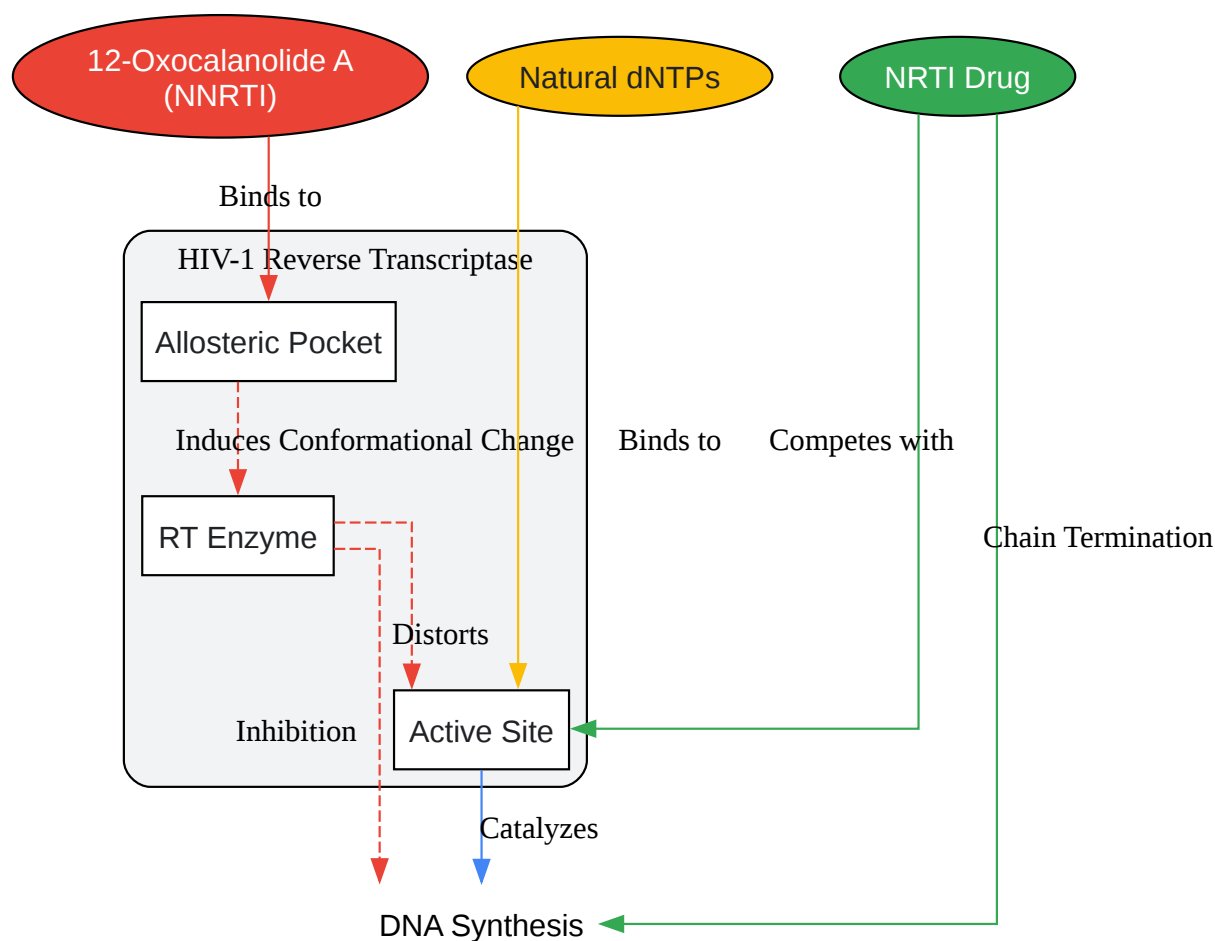 12-Oxocalanolide A
(NNRTI)
Natural dNTPs
NRTI Drug
Binds to
HIV-1 Reverse Transcriptase
Allosteric Pocket
Induces Conformational Change
Binds to
Competes with
RT Enzyme
Chain Termination
Distorts
Inhibition
Active Site
Catalyzes
DNA Synthesis